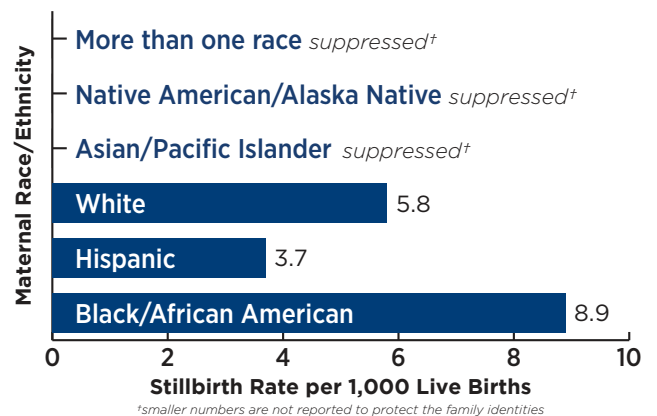 Maternal Race/Ethnicity
More than one race suppressed†
Native American/Alaska Native suppressed†
Asian/Pacific Islander suppressed†
White 5.8
Hispanic 3.7
Black/African American 8.9
0 2 4 6 8 10
Stillbirth Rate per 1,000 Live Births
†smaller numbers are not reported to protect the family identities